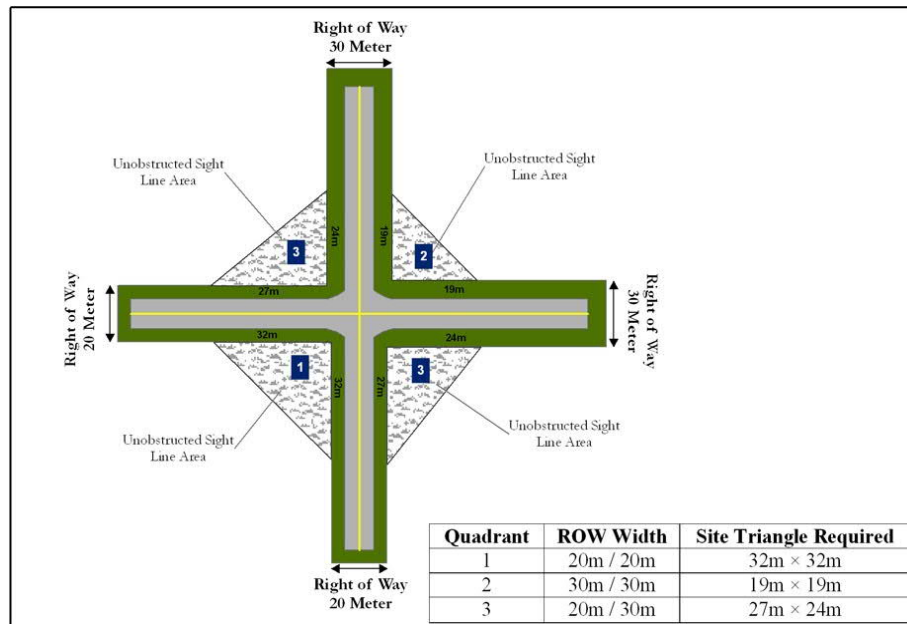 Right of Way
30 Meter
Unobstructed Sight
Line Area
Unobstructed Sight
Line Area
3
24m
19m
2
27m
19m
Right of Way
20 Meter
Right of Way
30 Meter
32m
24m
1
32m
27m
3
Unobstructed Sight
Line Area
Unobstructed Sight
Line Area
Right of Way
20 Meter
Quadrant ROW Width Site Triangle Required
1 20m / 20m 32m × 32m
2 30m / 30m 19m × 19m
3 20m / 30m 27m × 24m